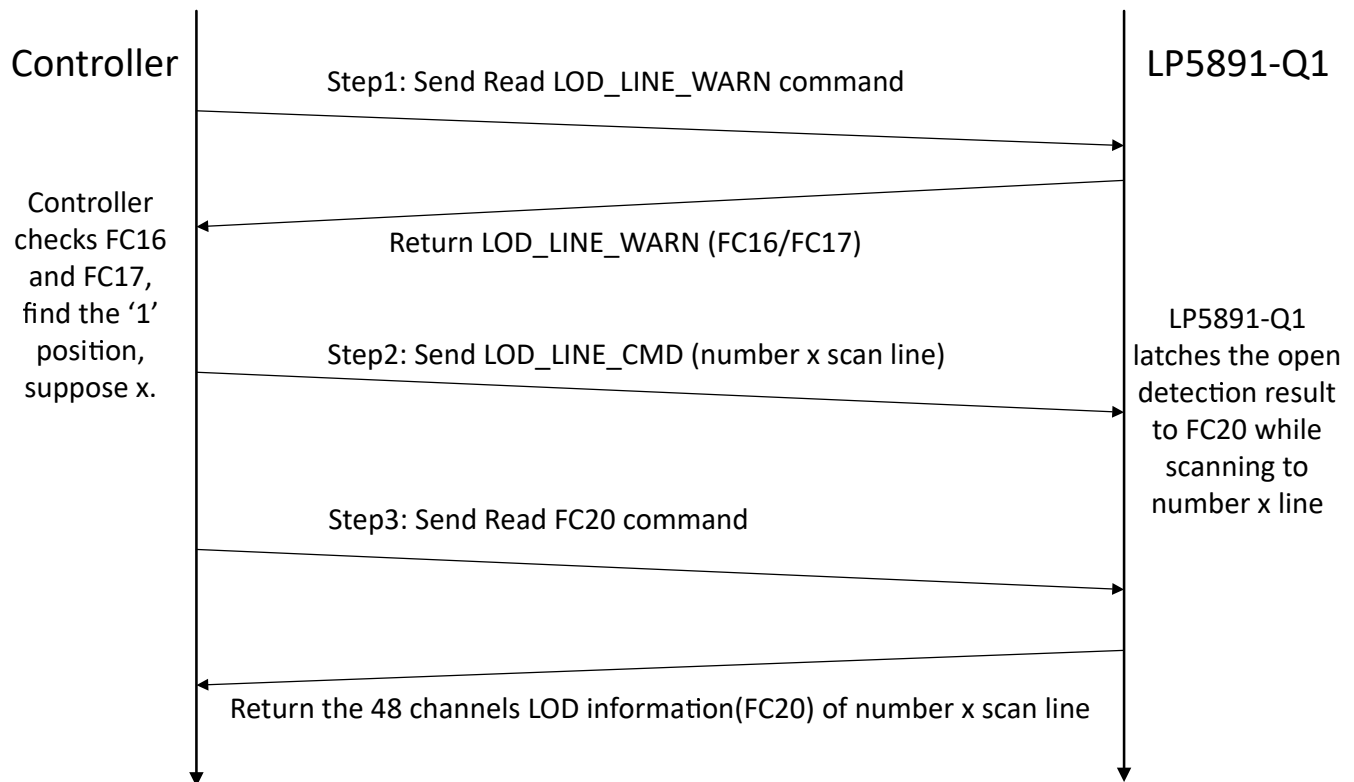 Controller
LP5891-Q1
Step1: Send Read LOD_LINE_WARN command
Return LOD_LINE_WARN (FC16/FC17)
Controller
checks FC16
and FC17,
find the ‘1’
position,
suppose x.
Step2: Send LOD_LINE_CMD (number x scan line)
LP5891-Q1
latches the open
detection result
to FC20 while
scanning to
number x line
Step3: Send Read FC20 command
Return the 48 channels LOD information(FC20) of number x scan line